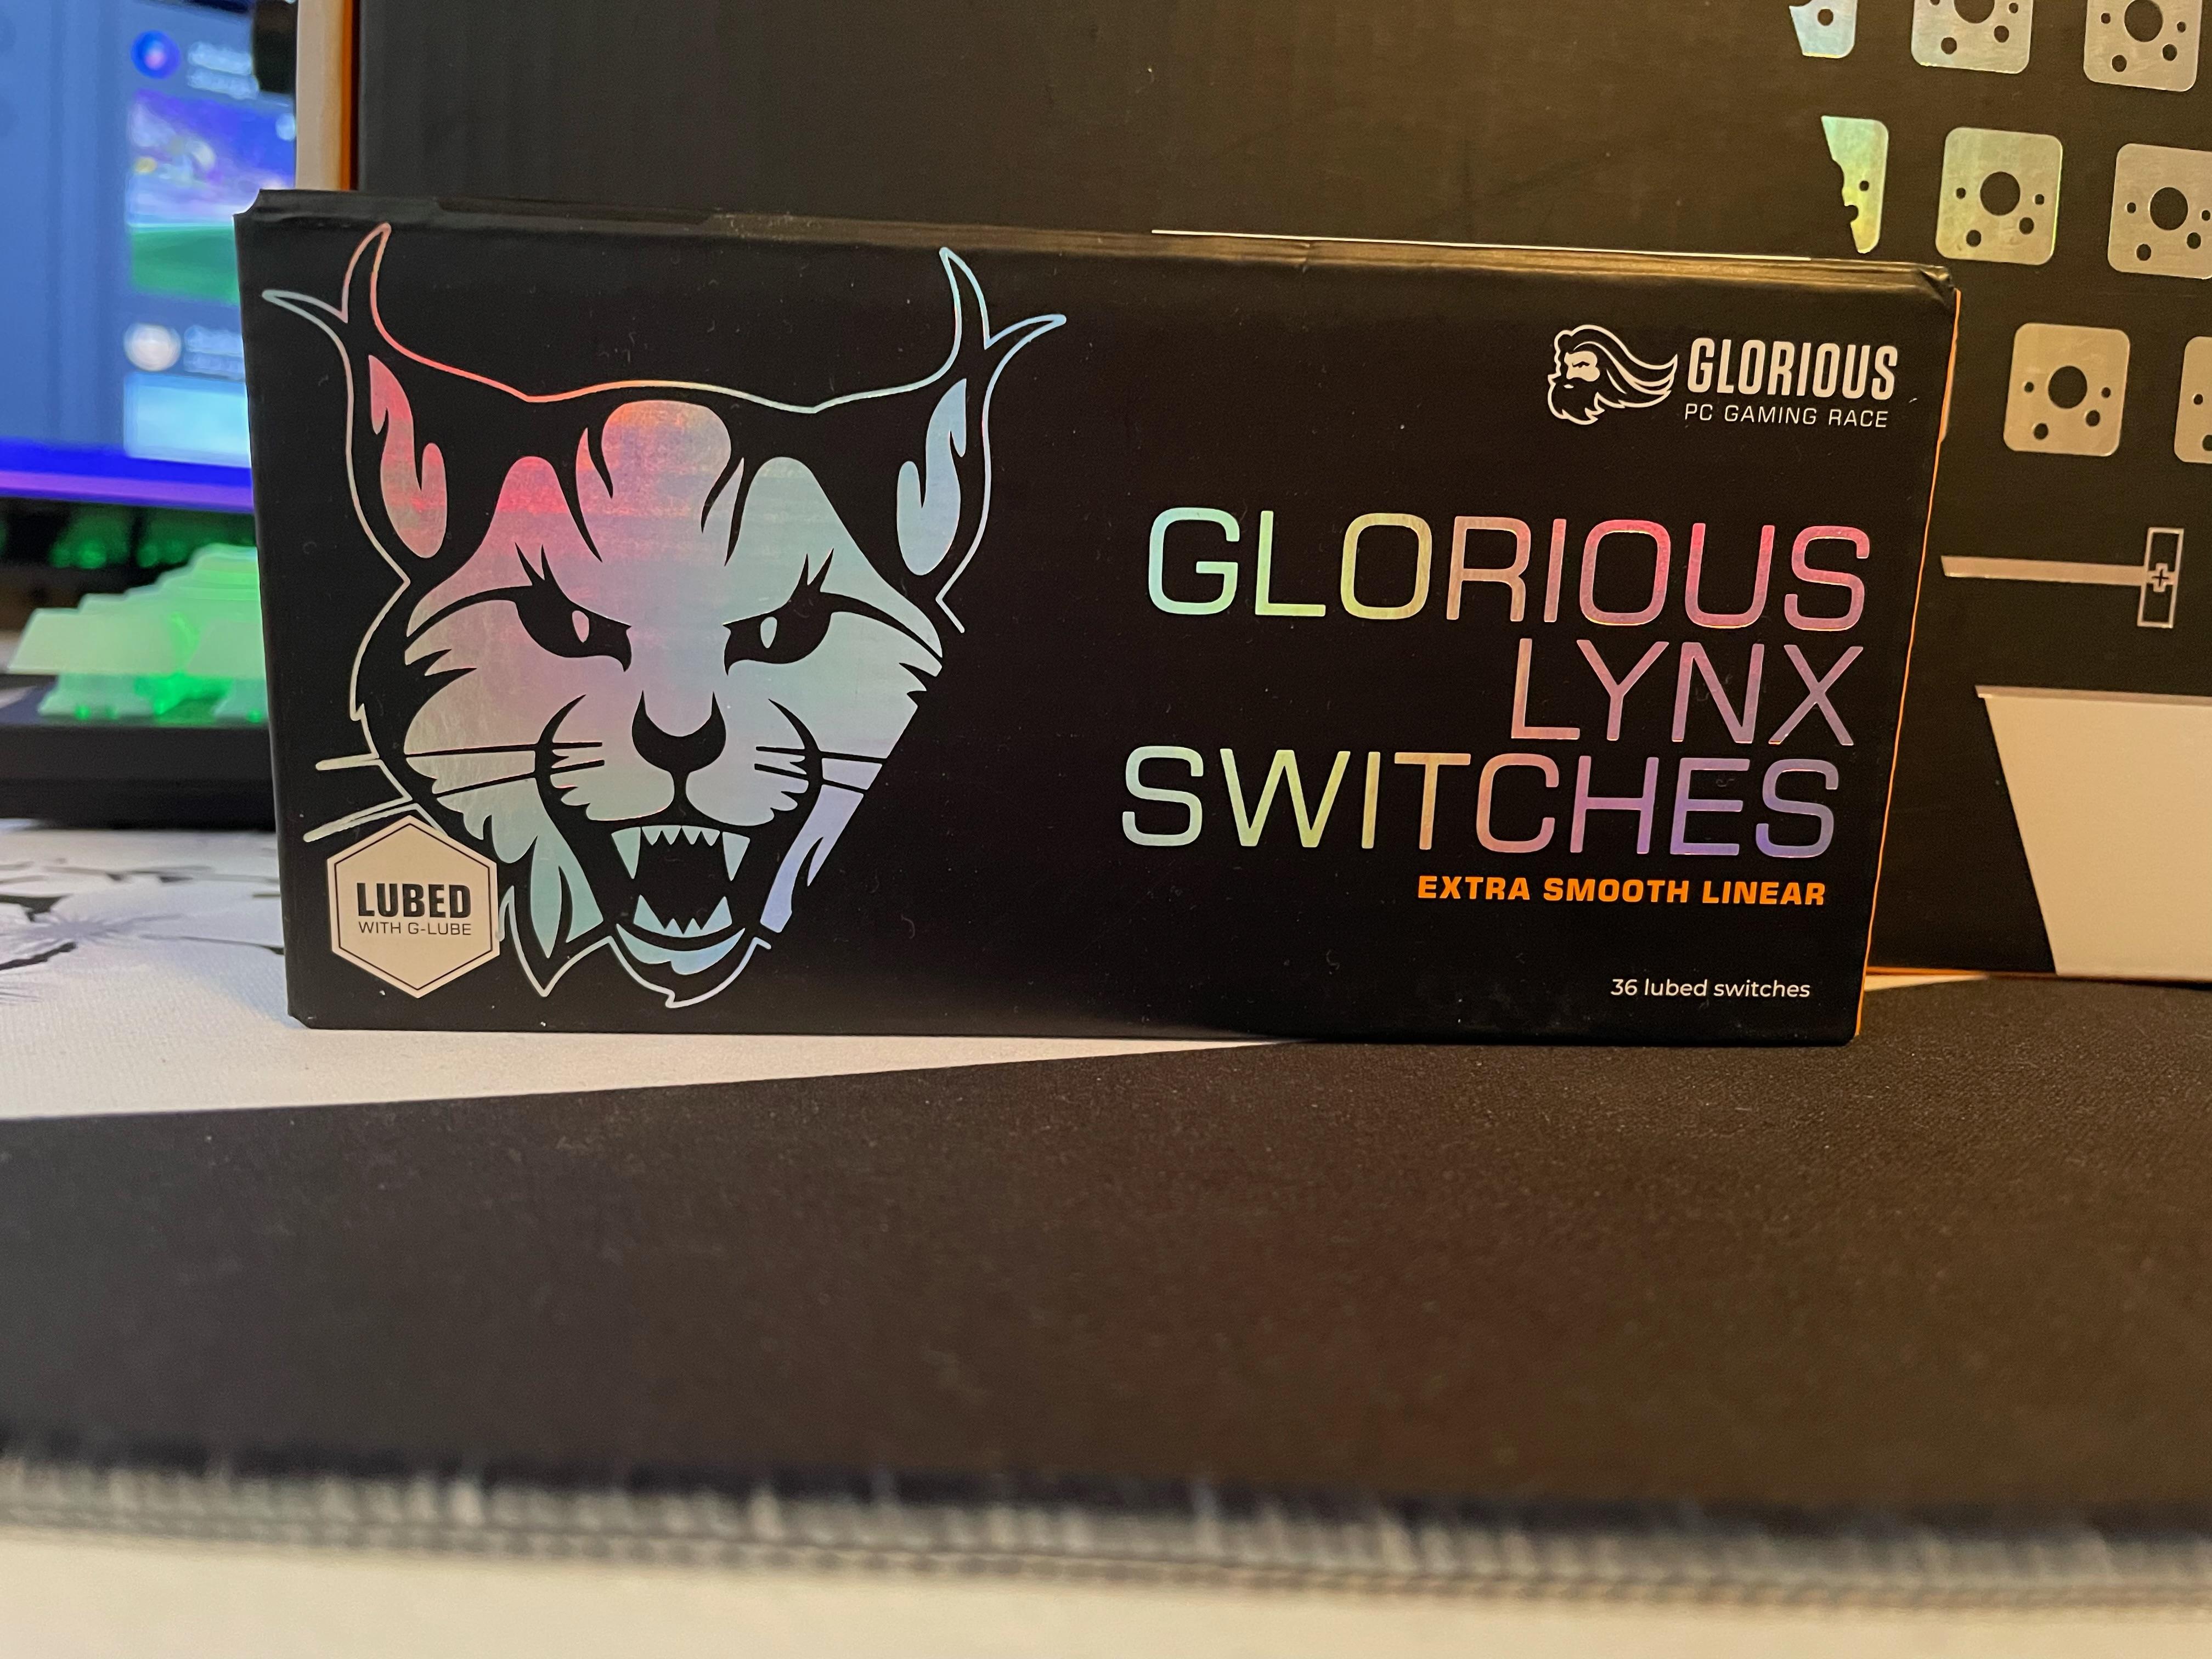 GLORIOUS
PC GAMING RACE
GLORIOUS
LYNX
SWITCHES
EXTRA SMOOTH LINEAR
36 lubed switches
LUBED
WITH G-LUBE